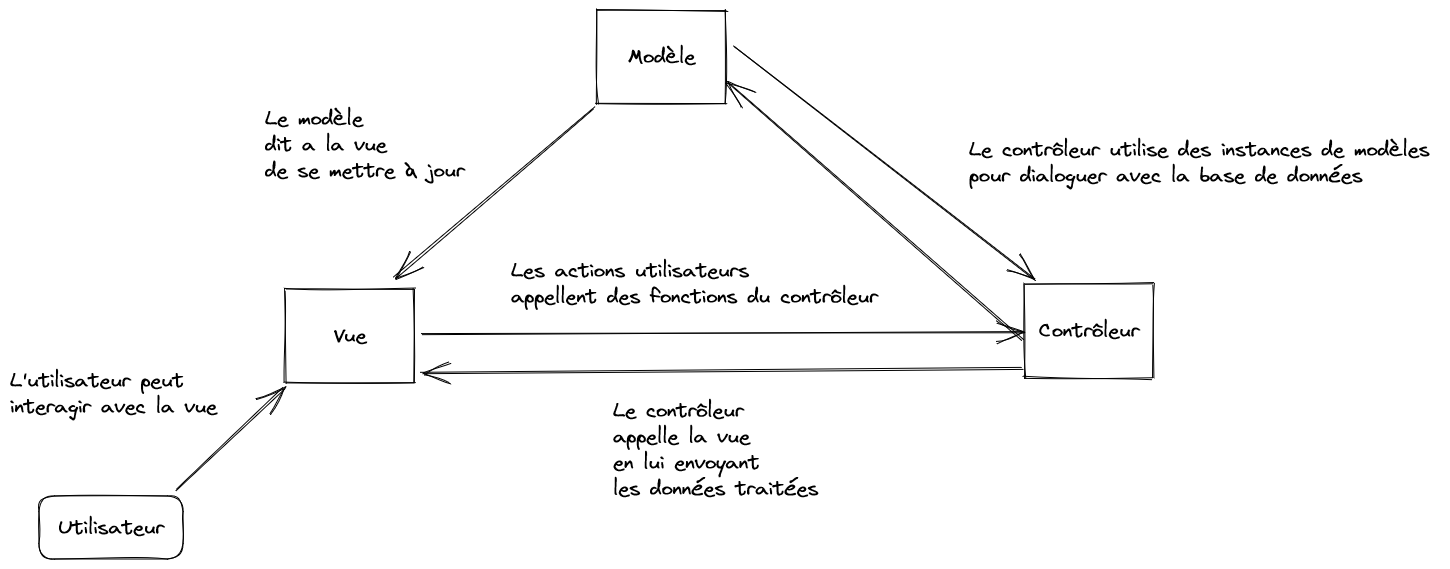 Modèle
Le modèle
dit a la vue
de se mettre à jour
Le contrôleur utilise des instances de modèles
pour dialoguer avec la base de données
Les actions utilisateurs
appellent des fonctions du contrôleur
Vue
Contrôleur
L'utilisateur peut
interagir avec la vue
Le contrôleur
appelle la vue
en lui envoyant
les données traitées
Utilisateur